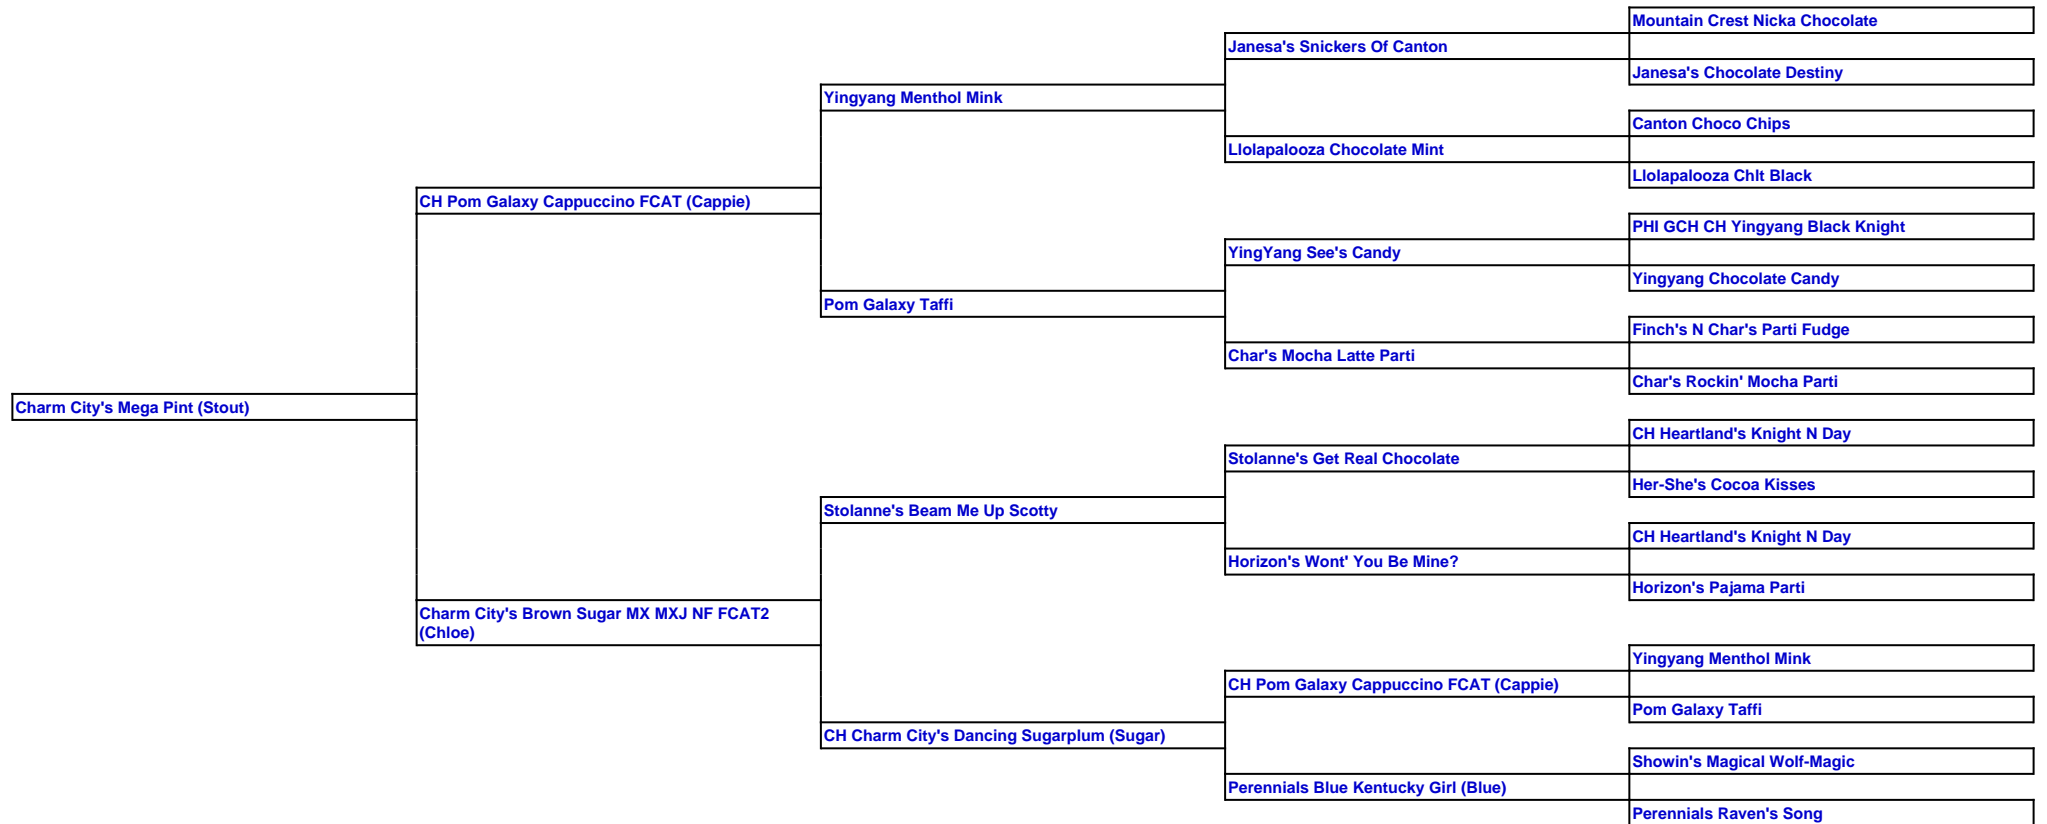 Mountain Crest Nicka Chocolate
Janesa's Snickers Of Canton
Janesa's Chocolate Destiny
Yingyang Menthol Mink
Canton Choco Chips
Llolapalooza Chocolate Mint
Llolapalooza Chlt Black
CH Pom Galaxy Cappuccino FCAT (Cappie)
PHI GCH CH Yingyang Black Knight
YingYang See's Candy
Yingyang Chocolate Candy
Pom Galaxy Taffi
Finch's N Char's Parti Fudge
Char's Mocha Latte Parti
Char's Rockin' Mocha Parti
Charm City's Mega Pint (Stout)
CH Heartland's Knight N Day
Stolanne's Get Real Chocolate
Her-She's Cocoa Kisses
Stolanne's Beam Me Up Scotty
CH Heartland's Knight N Day
Horizon's Wont' You Be Mine?
Horizon's Pajama Parti
Charm City's Brown Sugar MX MXJ NF FCAT2
(Chloe)
Yingyang Menthol Mink
CH Pom Galaxy Cappuccino FCAT (Cappie)
Pom Galaxy Taffi
CH Charm City's Dancing Sugarplum (Sugar)
Showin's Magical Wolf-Magic
Perennials Blue Kentucky Girl (Blue)
Perennials Raven's Song